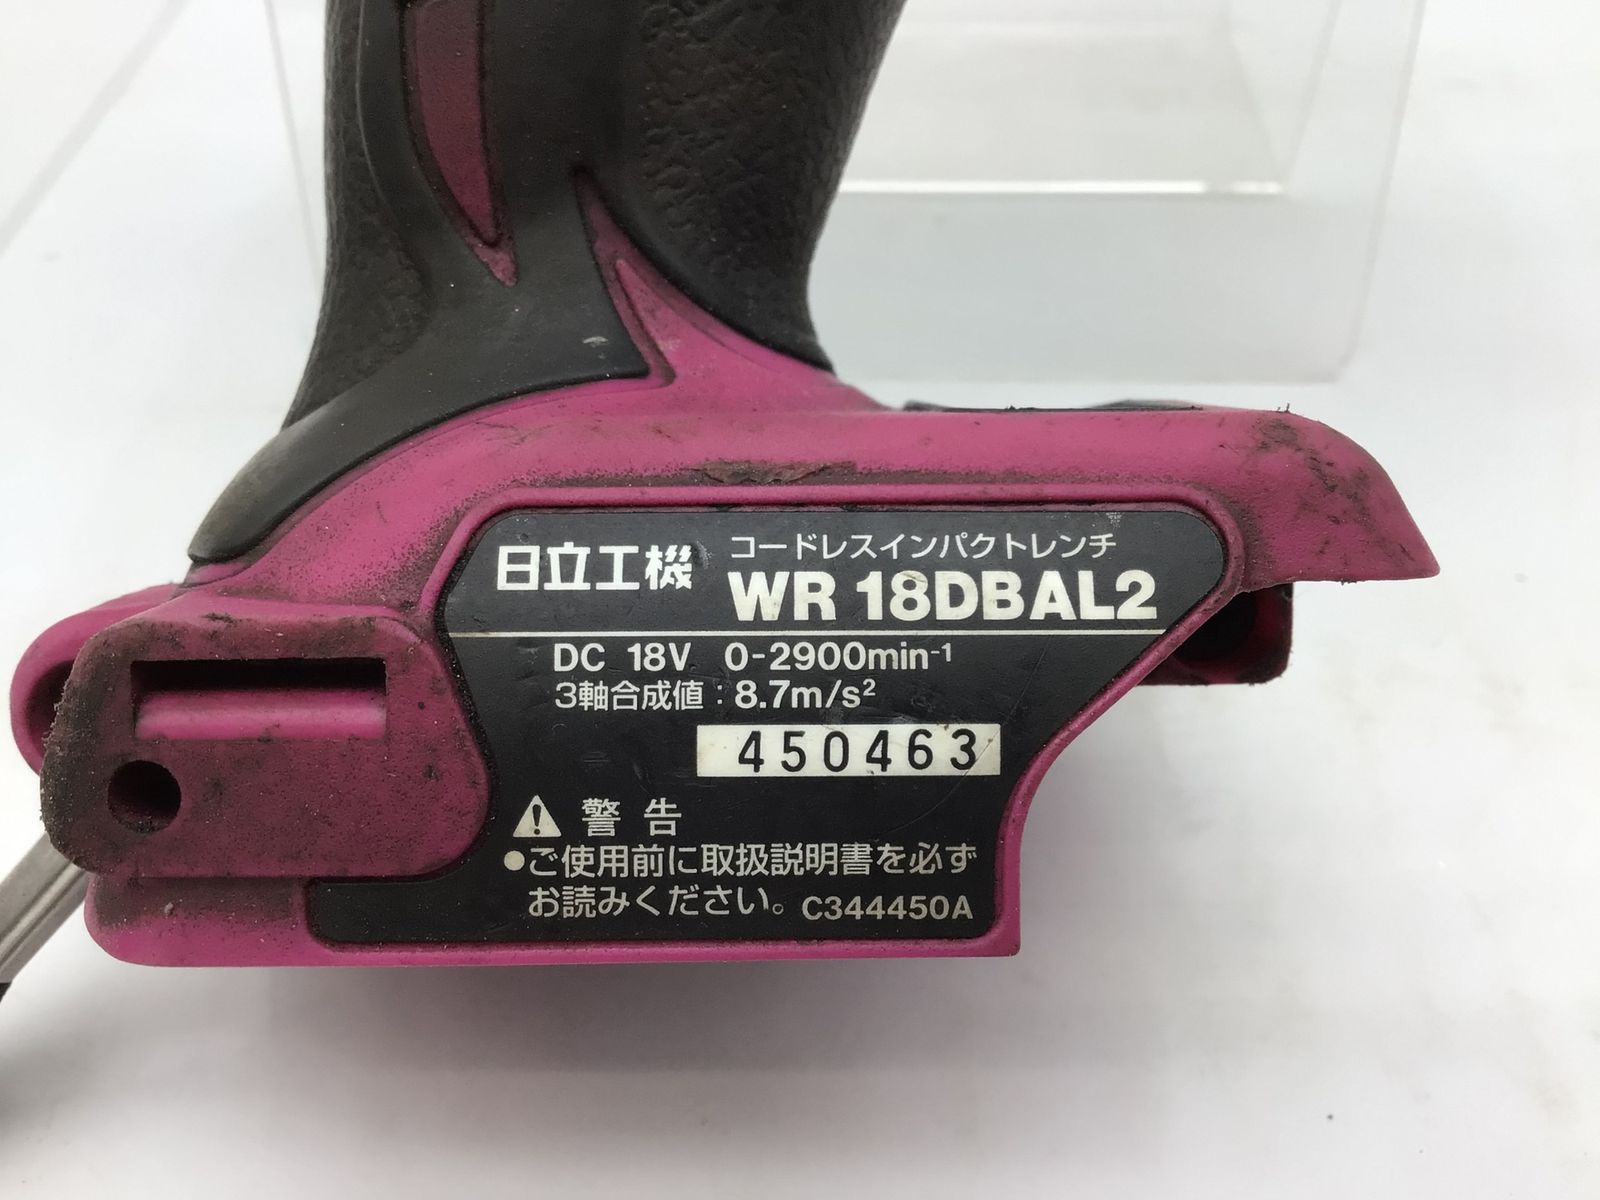 日立工機
コードレスインパクトレンチ
WR 18DBAL2
DC 18V 0-2900min-1
3軸合成値：8.7m/s²
450463
警告
●ご使用前に取扱説明書を必ず
お読みください。 C344450A